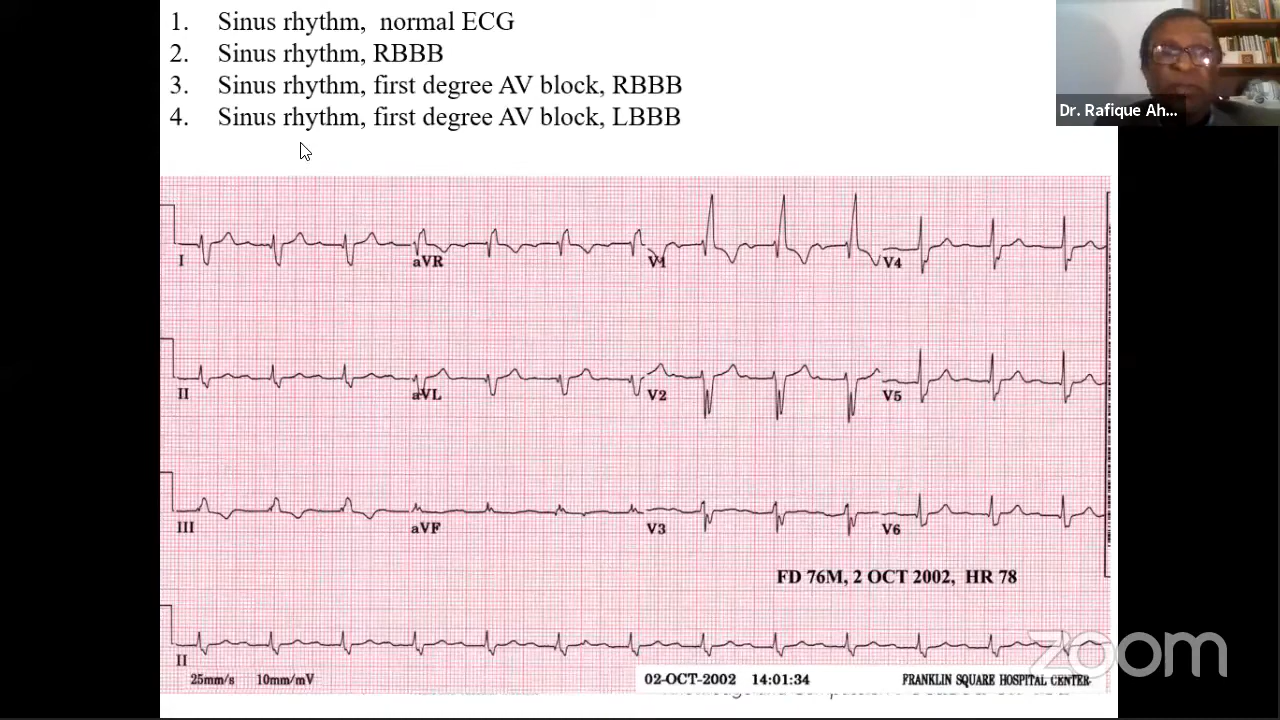 1. Sinus rhythm, normal ECG
2. Sinus rhythm, RBBB
3. Sinus rhythm, first degree AV block, RBBB
4. Sinus rhythm, first degree AV block, LBBB
Dr. Rafique Ah...
I aVR V1 V4
II aVL V2 V5
III aVF V3 V6
FD 76M, 2 OCT 2002, HR 78
II
zoom
25mm/s 10mm/mV 02-OCT-2002 14:01:34 FRANKLIN SQUARE HOSPITAL CENTER